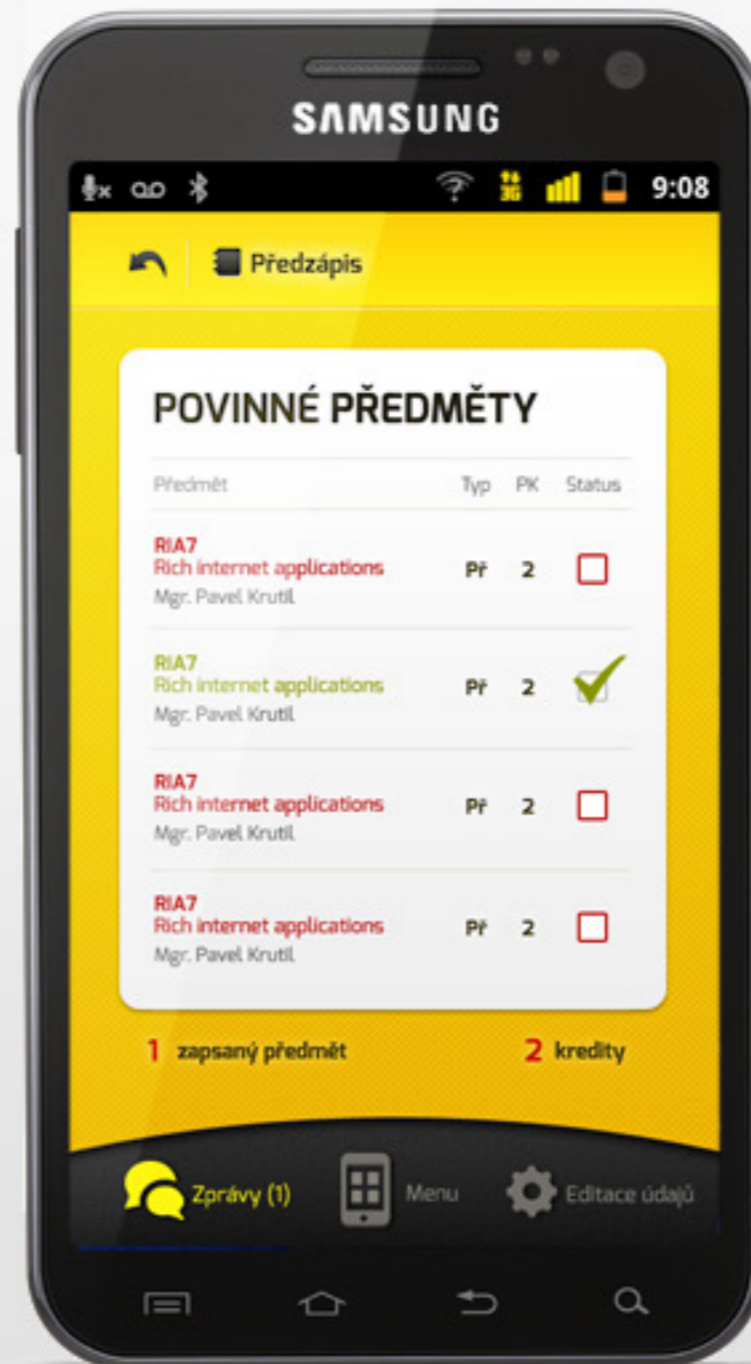 SAMSUNG
3G 9:08
Předzápis
POVINNÉ PŘEDMĚTY
Předmět Typ PK Status
RIA7
Rich internet applications Př 2
Mgr. Pavel Krutil
RIA7
Rich internet applications Př 2
Mgr. Pavel Krutil
RIA7
Rich internet applications Př 2
Mgr. Pavel Krutil
RIA7
Rich internet applications Př 2
Mgr. Pavel Krutil
1 zapsaný předmět 2 kredity
Zprávy (1) Menu Editace údajů